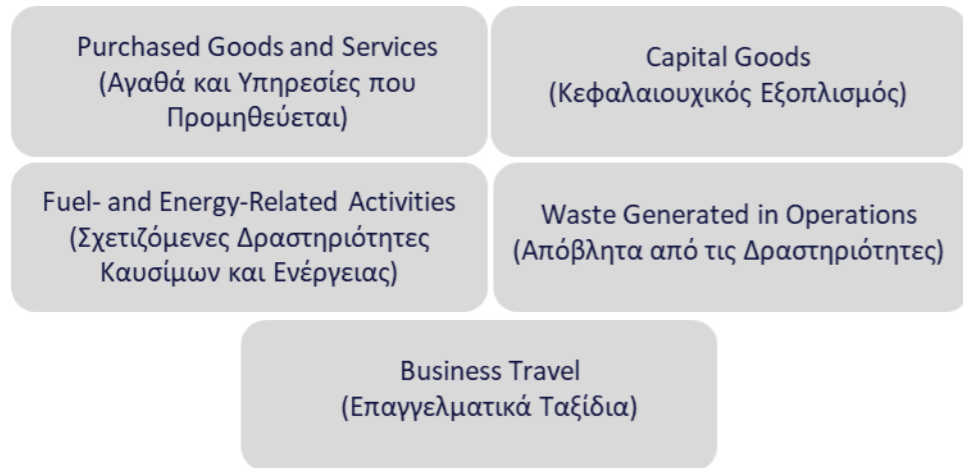 Purchased Goods and Services
(Αγαθά και Υπηρεσίες που
Προμηθεύεται)
Capital Goods
(Κεφαλαιουχικός Εξοπλισμός)
Fuel- and Energy-Related Activities
(Σχετιζόμενες Δραστηριότητες
Καυσίμων και Ενέργειας)
Waste Generated in Operations
(Απόβλητα από τις Δραστηριότητες)
Business Travel
(Επαγγελματικά Ταξίδια)